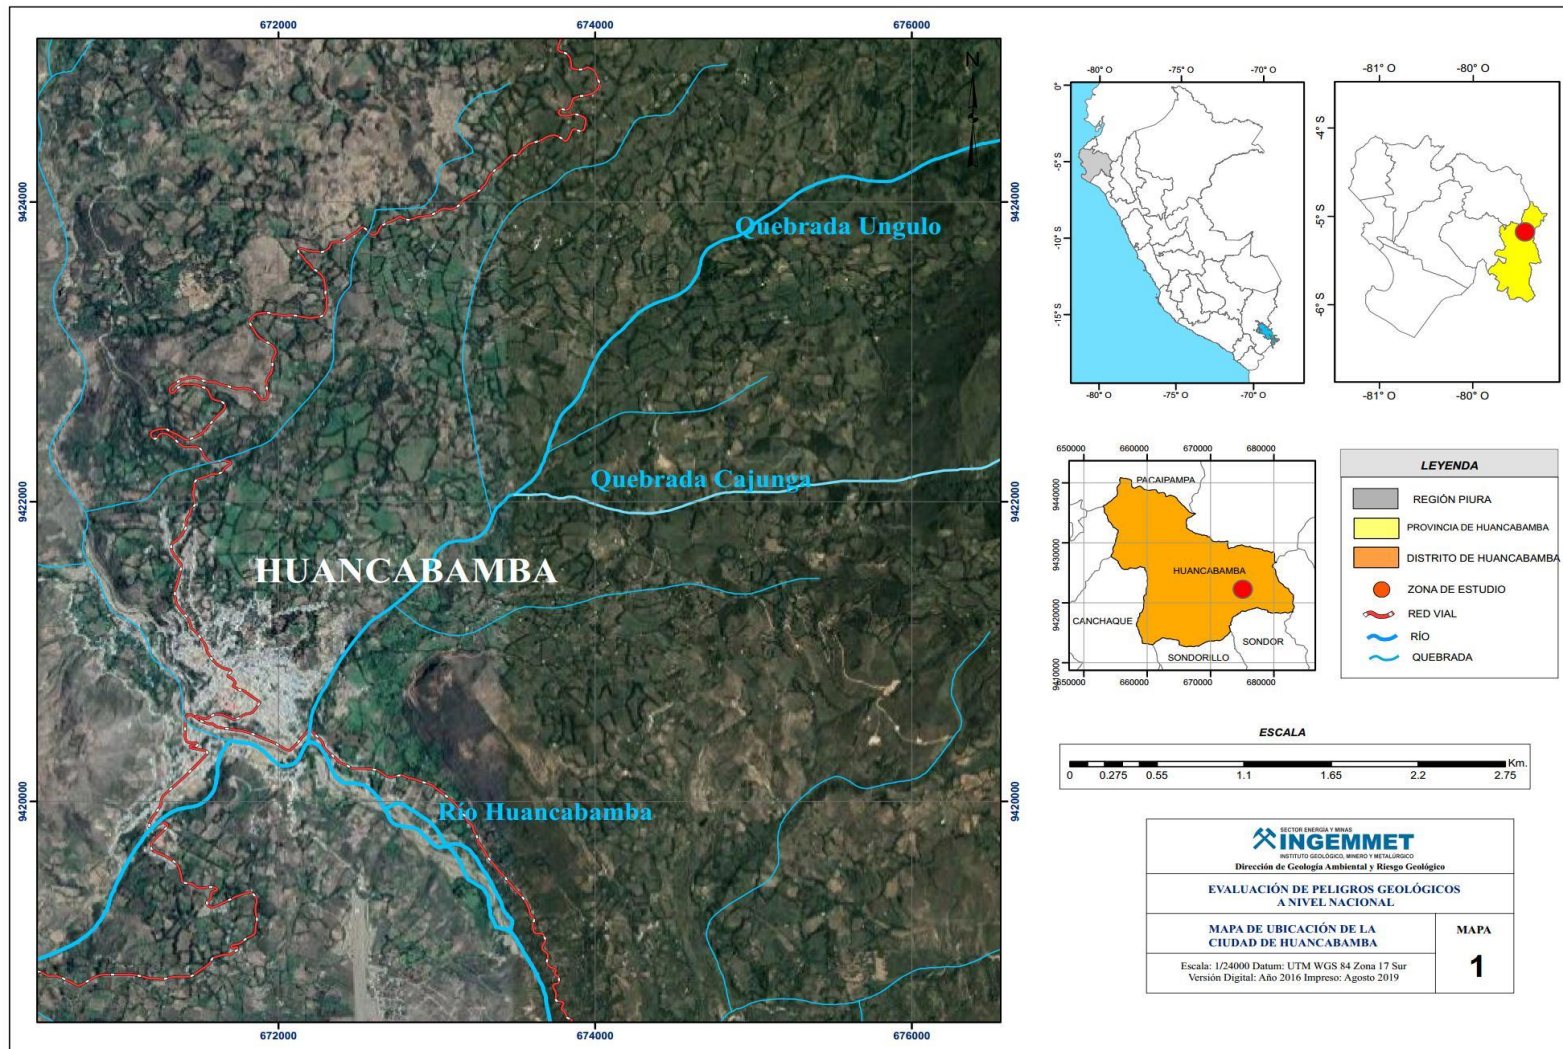 672000
674000
676000
N
9424000
9424000
Quebrada Ungulo
Quebrada Cajunga
9422000
9422000
HUANCABAMBA
9420000
9420000
Río Huancabamba
672000
674000
676000
-80° O
-75° O
-70° O
0°
-5° S
-10° S
-15° S
-80° O
-75° O
-70° O
-81° O
-80° O
-4° S
-5° S
-6° S
-81° O
-80° O
650000
660000
670000
680000
9440000
9430000
9420000
9410000
PACAIPAMPA
HUANCABAMBA
CANCHAQUE
SONDOR
SONDORILLO
650000
660000
670000
680000
LEYENDA
REGIÓN PIURA
PROVINCIA DE HUANCABAMBA
DISTRITO DE HUANCABAMBA
ZONA DE ESTUDIO
RED VIAL
RÍO
QUEBRADA
ESCALA
Km.
0 0.275 0.55 1.1 1.65 2.2 2.75
SECTOR ENERGÍA Y MINAS
INGEMMET
INSTITUTO GEOLÓGICO, MINERO Y METALÚRGICO
Dirección de Geología Ambiental y Riesgo Geológico
EVALUACIÓN DE PELIGROS GEOLÓGICOS
A NIVEL NACIONAL
MAPA DE UBICACIÓN DE LA
CIUDAD DE HUANCABAMBA
MAPA
1
Escala: 1/24000 Datum: UTM WGS 84 Zona 17 Sur
Versión Digital: Año 2016 Impreso: Agosto 2019